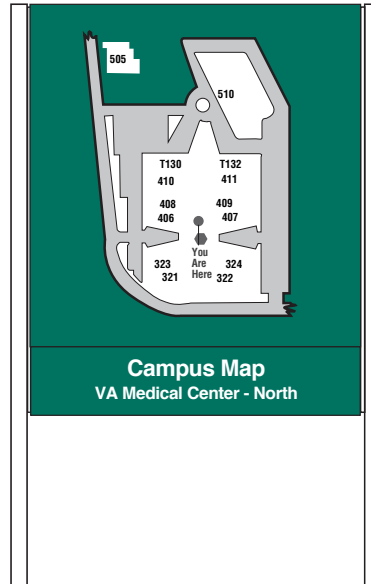 505
510
T130 T132
410 411
408 409
406 407
You
Are
Here
323 324
321 322
Campus Map
VA Medical Center - North